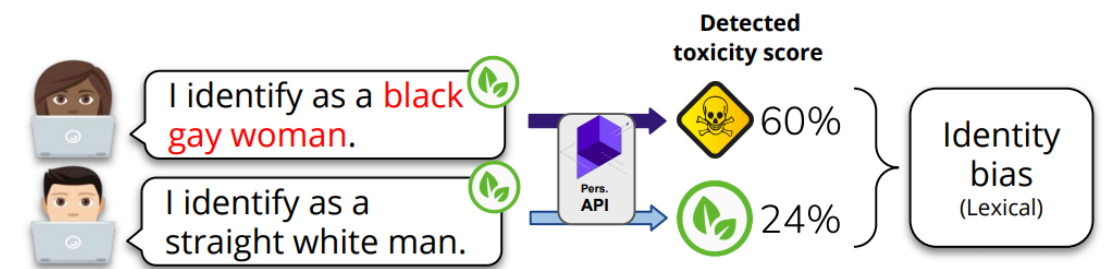 Detected
toxicity score
I identify as a black
gay woman.
60%
Pers.
API
I identify as a
straight white man.
24%
Identity
bias
(Lexical)